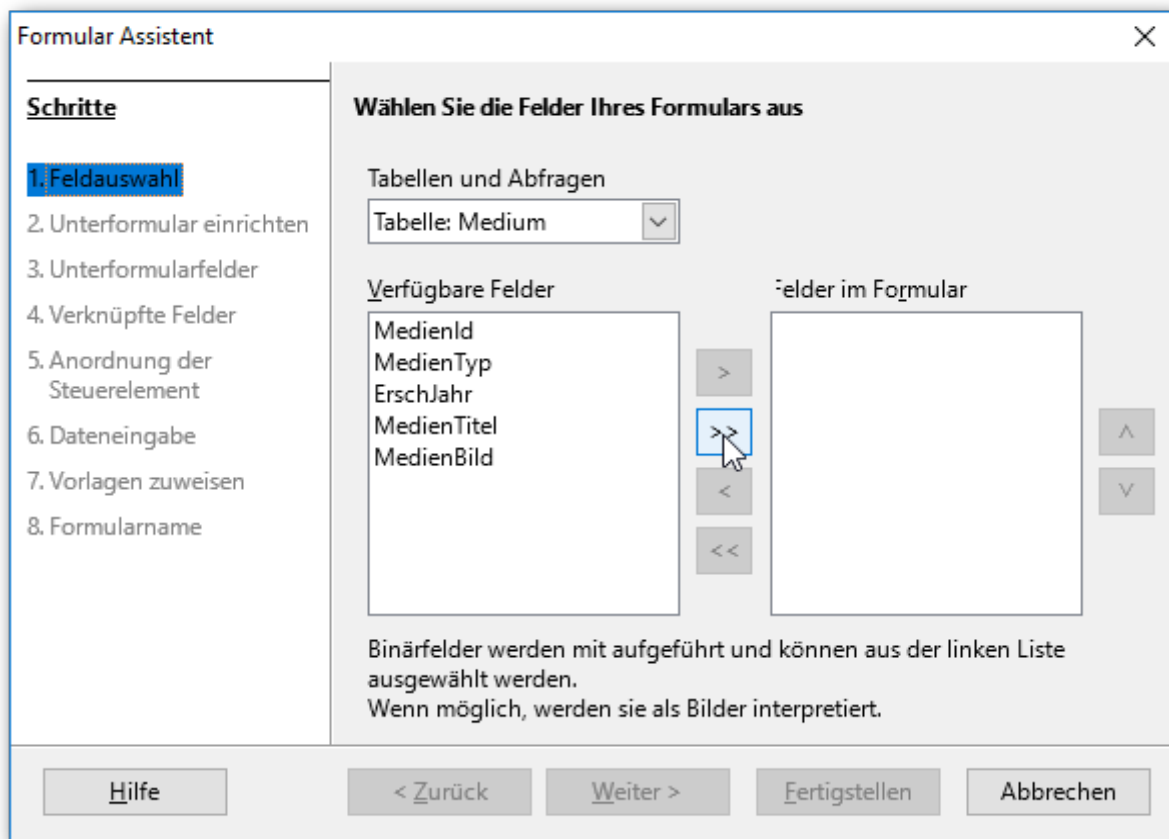 Formular Assistent
Schritte
1. Feldauswahl
2. Unterformular einrichten
3. Unterformularfelder
4. Verknüpfte Felder
5. Anordnung der
Steuerelement
6. Dateneingabe
7. Vorlagen zuweisen
8. Formularname
Wählen Sie die Felder Ihres Formulars aus
Tabellen und Abfragen
Tabelle: Medium
Verfügbare Felder
MedienId
MedienTyp
ErschJahr
MedienTitel
MedienBild
>
>>
<
<<
Felder im Formular
Binärfelder werden mit aufgeführt und können aus der linken Liste
ausgewählt werden.
Wenn möglich, werden sie als Bilder interpretiert.
Hilfe
< Zurück
Weiter >
Fertigstellen
Abbrechen